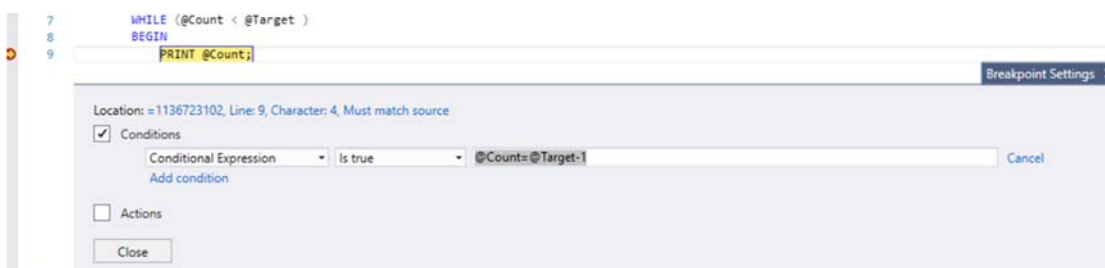 7 WHILE (@Count < @Target )
8 BEGIN
9 PRINT @Count;
Breakpoint Settings
Location: =1136723102, Line: 9, Character: 4, Must match source
Conditions
Conditional Expression Is true @Count=@Target-1 Cancel
Add condition
Actions
Close